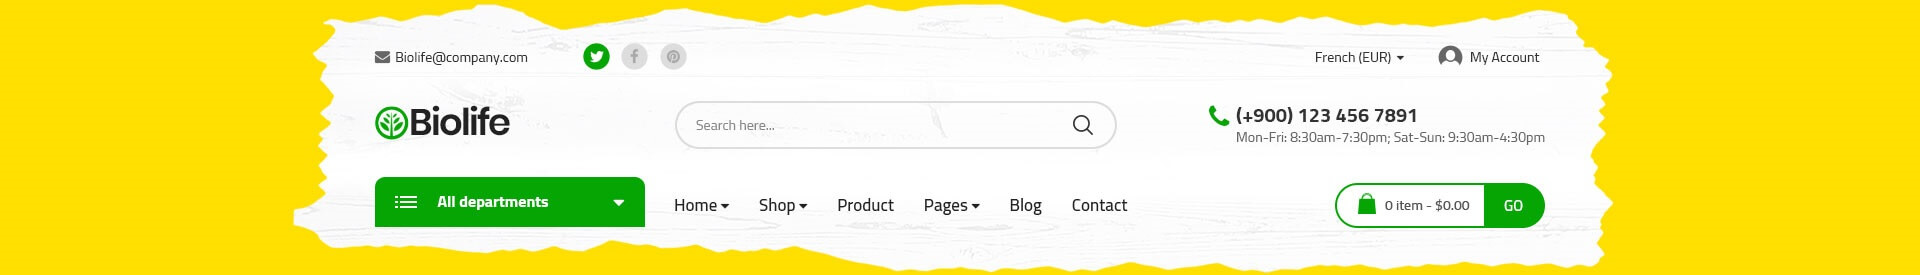 Biolife@company.com
French (EUR)
My Account
Biolife
Search here...
(+900) 123 456 7891
Mon-Fri: 8:30am-7:30pm; Sat-Sun: 9:30am-4:30pm
All departments
Home
Shop
Product
Pages
Blog
Contact
0 item - $0.00
GO